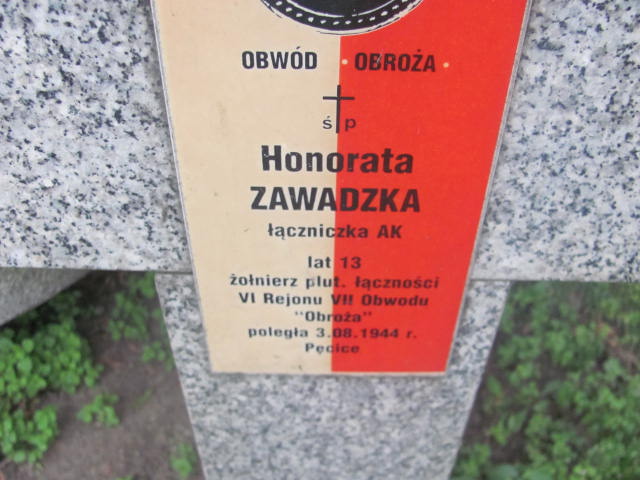 OBWÓD • OBROŻA •
ś p
Honorata
ZAWADZKA
łączniczka AK
lat 13
żołnierz plut. łączności
VI Rejonu VII Obwodu
"Obroża"
poległa 3.08.1944 r.
Pęcice